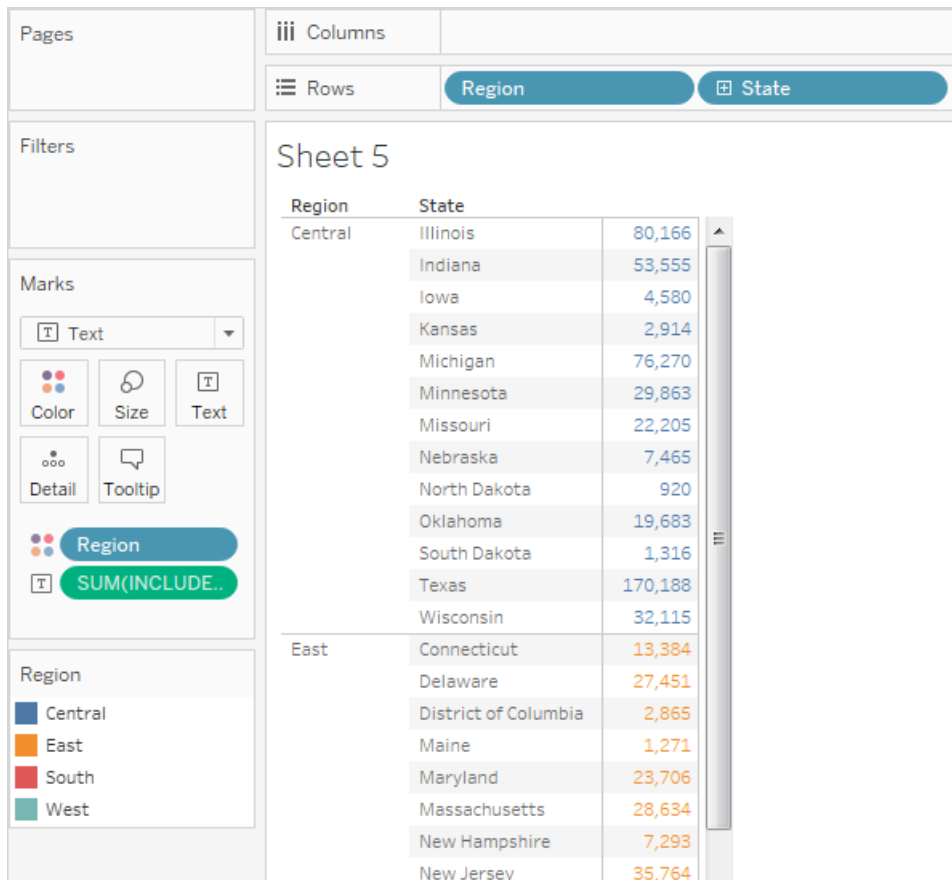 Pages
Columns
Rows
Region
State
Filters
Sheet 5
Region State
Central Illinois 80,166
Indiana 53,555
Iowa 4,580
Kansas 2,914
Michigan 76,270
Minnesota 29,863
Missouri 22,205
Nebraska 7,465
North Dakota 920
Oklahoma 19,683
South Dakota 1,316
Texas 170,188
Wisconsin 32,115
East Connecticut 13,384
Delaware 27,451
District of Columbia 2,865
Maine 1,271
Maryland 23,706
Massachusetts 28,634
New Hampshire 7,293
New Jersey 35,764
Marks
T Text
Color Size T Text
Detail Tooltip
Region
T SUM(INCLUDE..
Region
Central
East
South
West